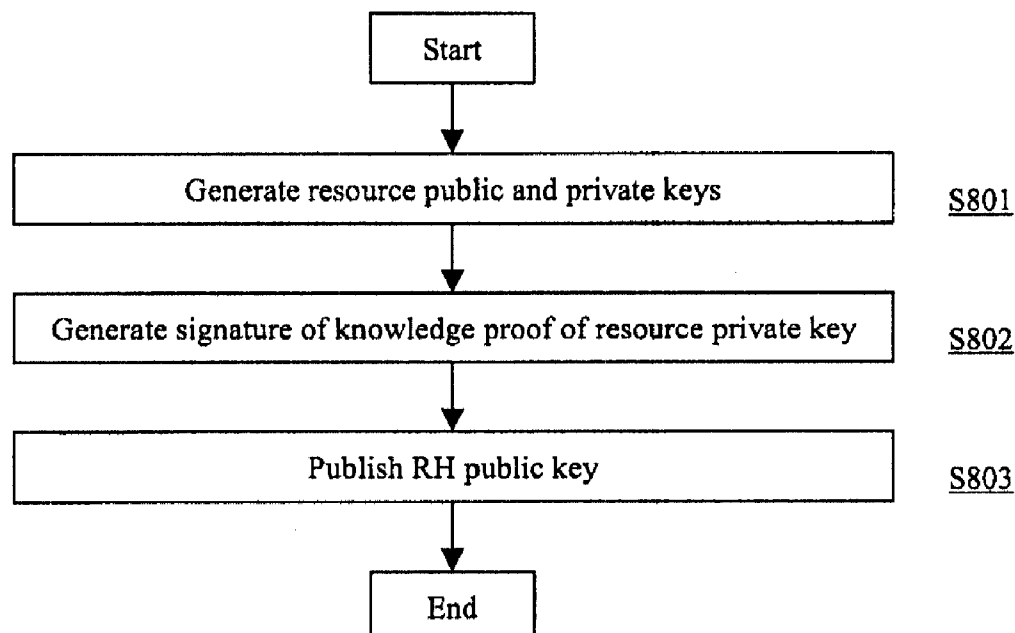 Start
Generate resource public and private keys
S801
Generate signature of knowledge proof of resource private key
S802
Publish RH public key
S803
End